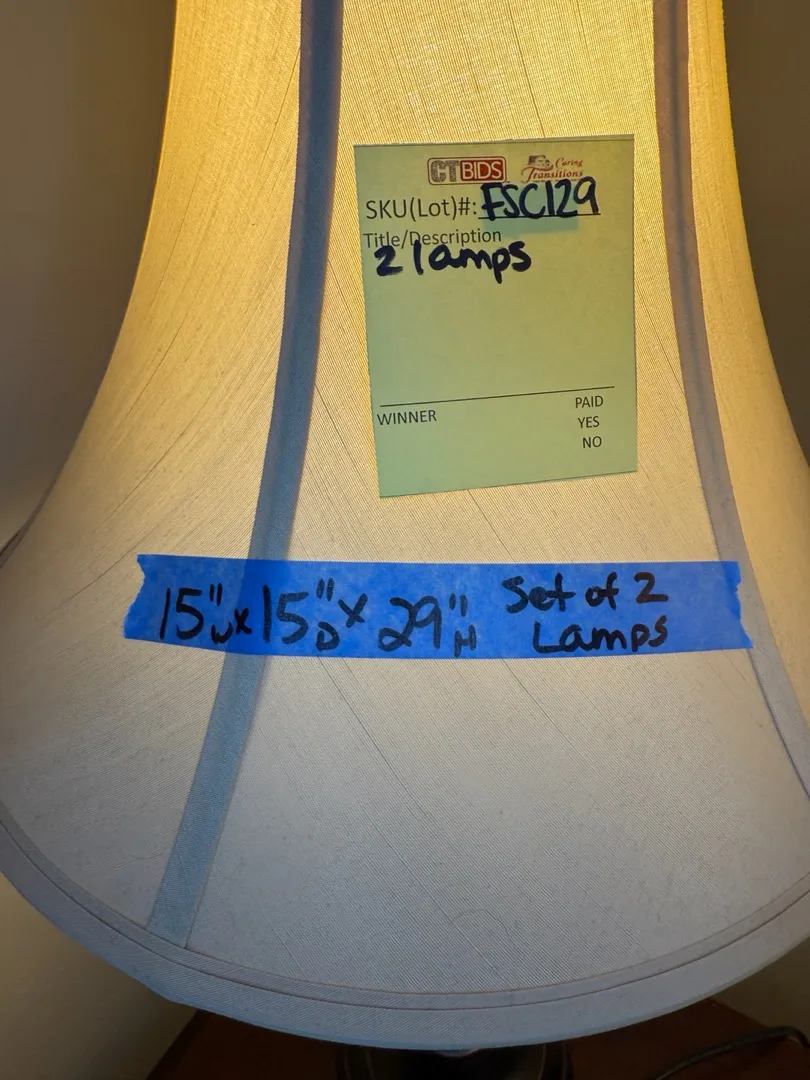 CTBIDS Caring Transitions
SKU(Lot)#: FSC129
Title/Description
2 lamps
WINNER PAID
YES
NO
15"W x 15"D x 29"H Set of 2
Lamps